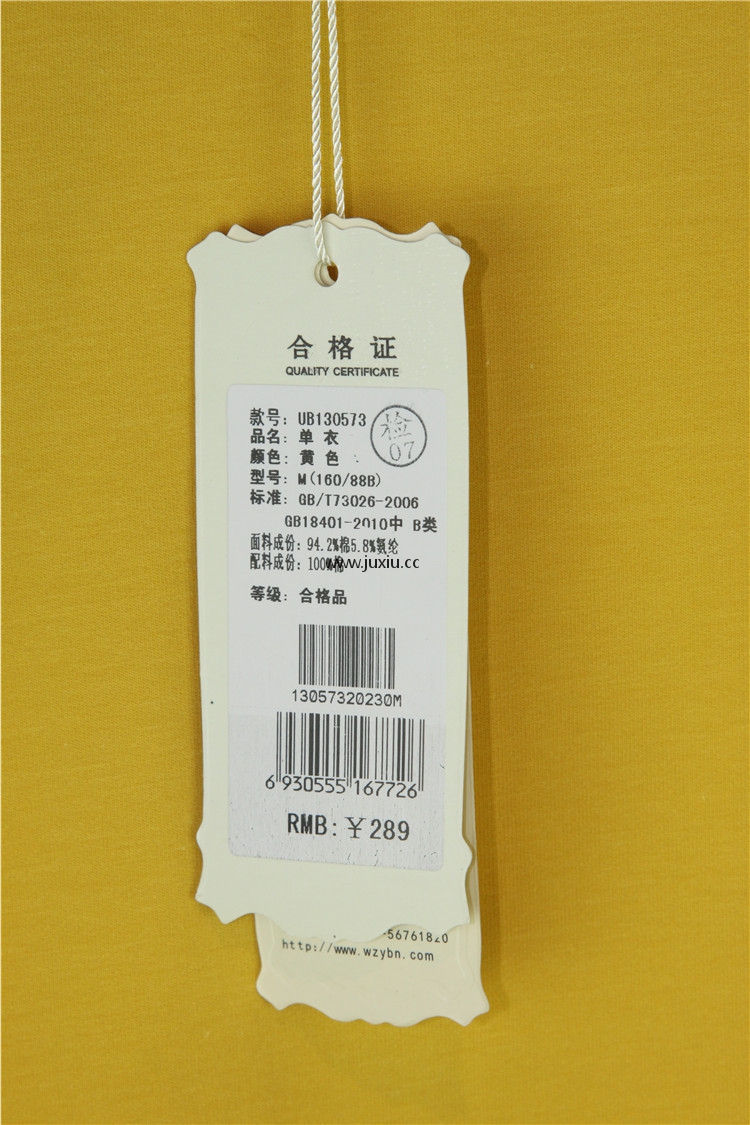 合格证
QUALITY CERTIFICATE
款号: UB130573
品名: 单 衣
检
07
颜色: 黄 色
型号: M(160/88B)
标准: GB/T73026-2006
GB18401-2010中 B类
面料成份: 94.2%棉5.8%氨纶
配料成份: 100%棉
www.juxiu.cc
等级: 合格品
13057320230M
6 930555 167726
RMB: ¥289
-56761820
http://www.wzybn.com